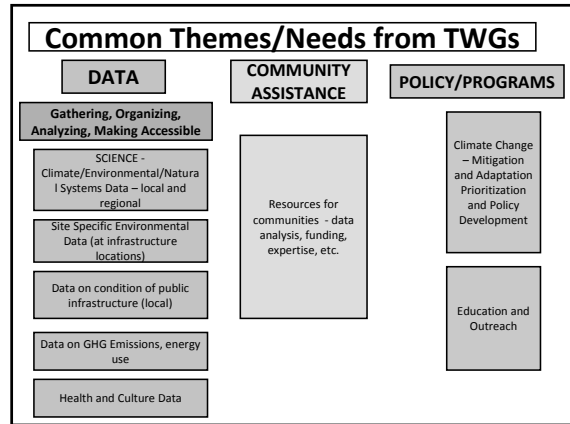 Common Themes/Needs from TWGs
DATA
Gathering, Organizing,
Analyzing, Making Accessible
SCIENCE -
Climate/Environmental/Natura
l Systems Data – local and
regional
Site Specific Environmental
Data (at infrastructure
locations)
Data on condition of public
infrastructure (local)
Data on GHG Emissions, energy
use
Health and Culture Data
COMMUNITY
ASSISTANCE
Resources for
communities - data
analysis, funding,
expertise, etc.
POLICY/PROGRAMS
Climate Change
– Mitigation
and Adaptation
Prioritization
and Policy
Development
Education and
Outreach